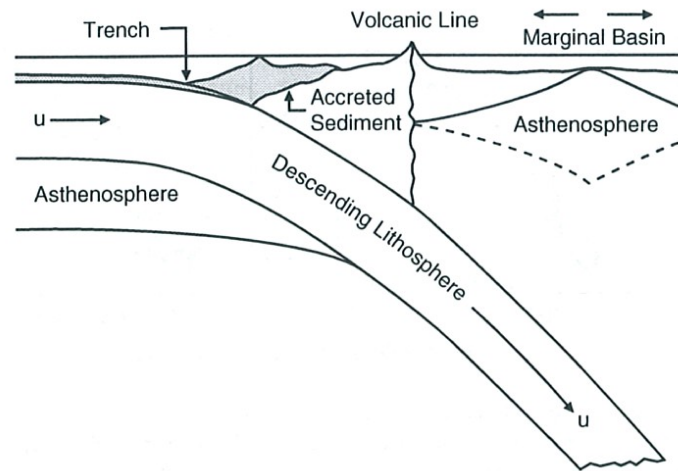 Volcanic Line
Trench
Marginal Basin
u
Accreted
Sediment
Asthenosphere
Asthenosphere
Descending Lithosphere
u